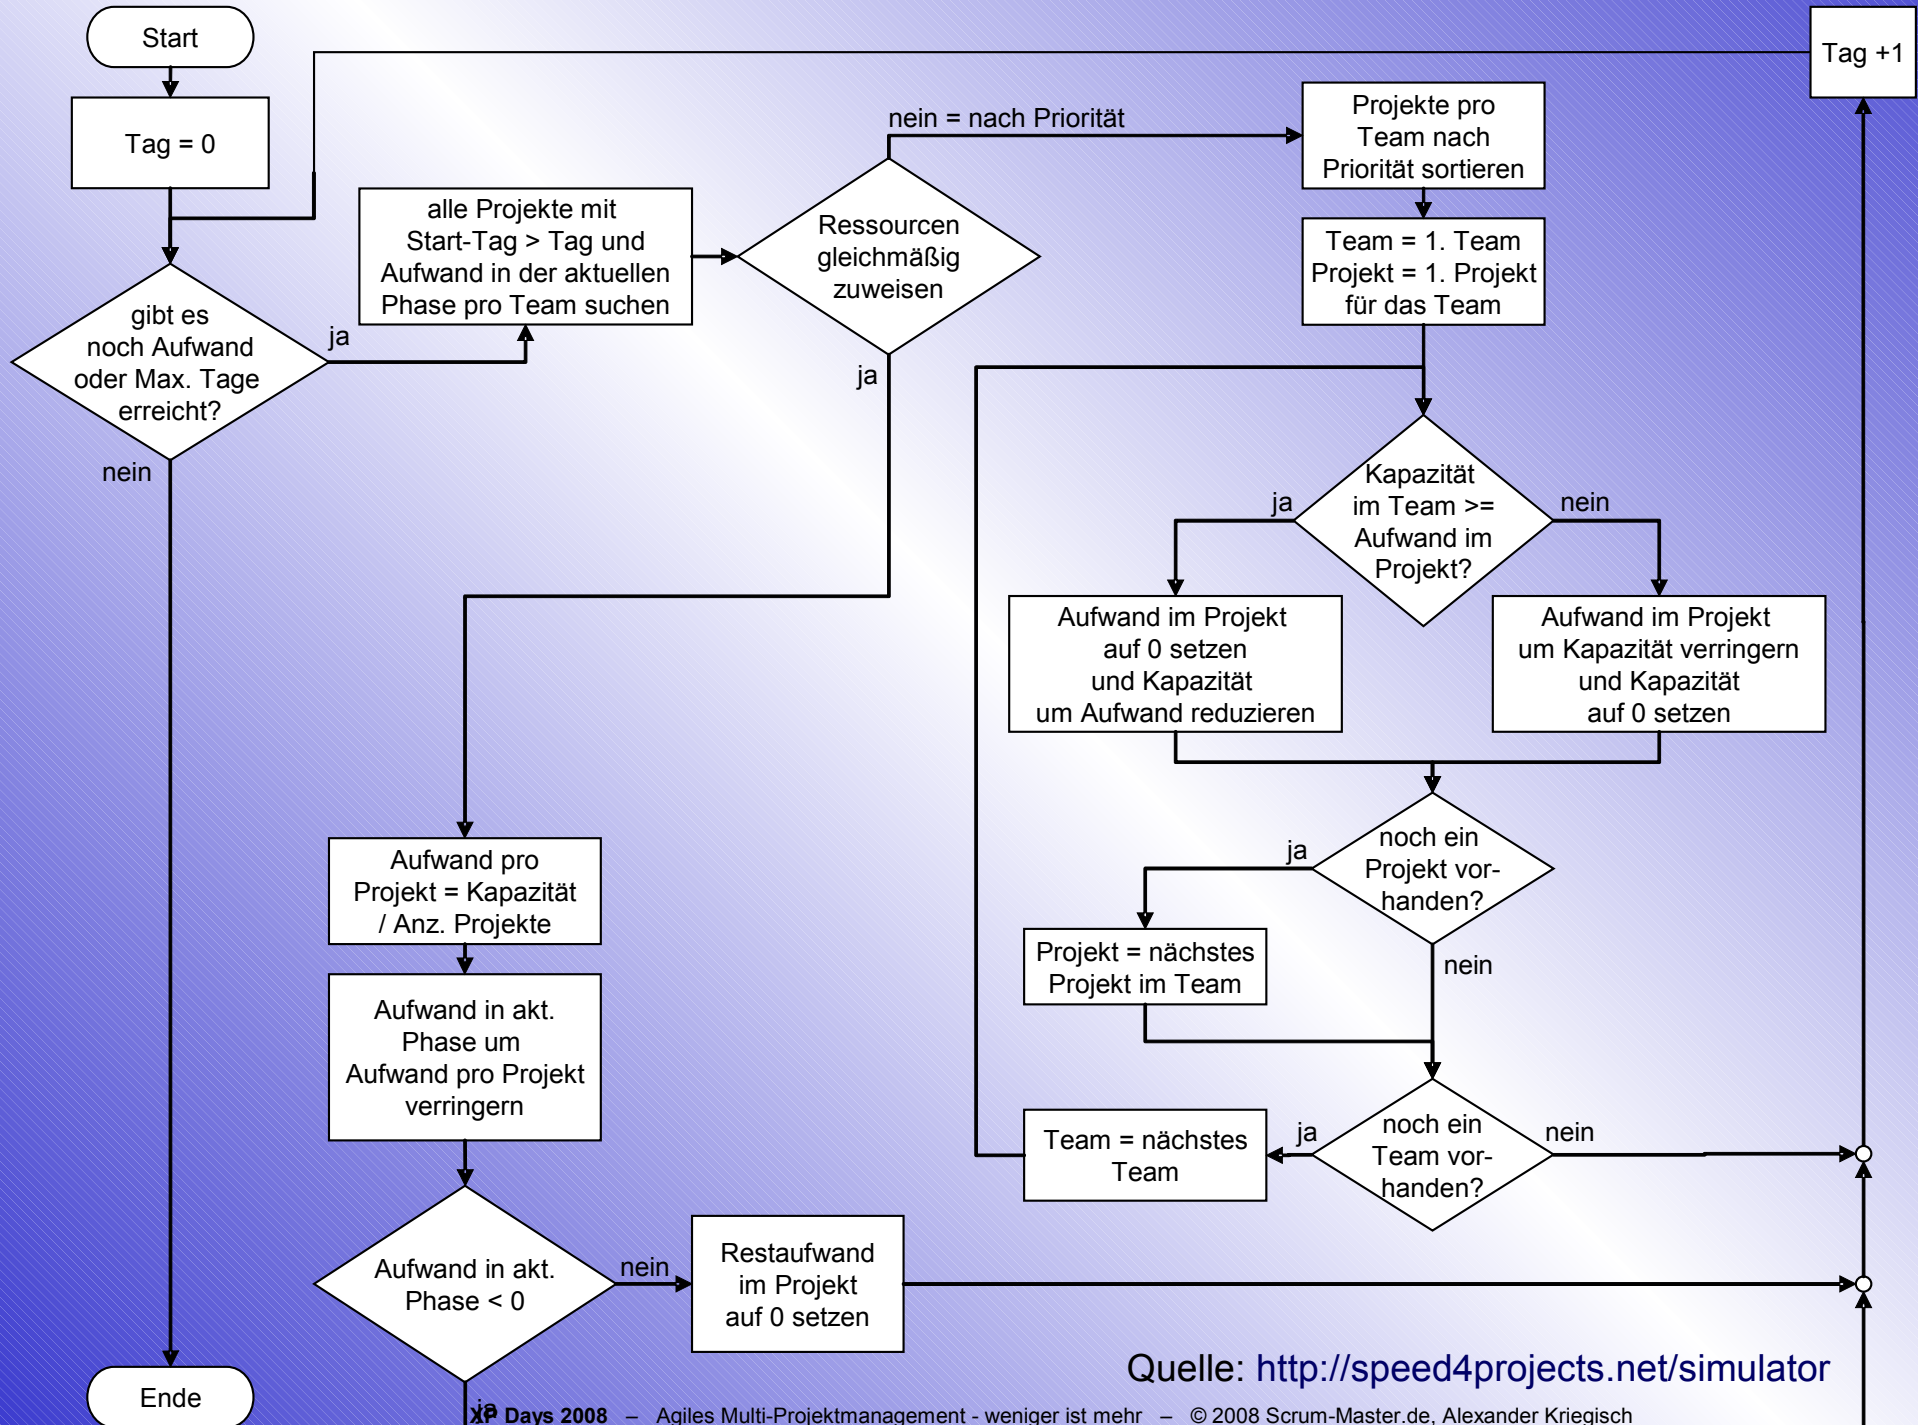 Start
Tag = 0
gibt es
noch Aufwand
oder Max. Tage
erreicht?
ja
nein
Ende
alle Projekte mit
Start-Tag > Tag und
Aufwand in der aktuellen
Phase pro Team suchen
Ressourcen
gleichmäßig
zuweisen
nein = nach Priorität
ja
Aufwand pro
Projekt = Kapazität
/ Anz. Projekte
Aufwand in akt.
Phase um
Aufwand pro Projekt
verringern
Aufwand in akt.
Phase < 0
nein
ja
Restaufwand
im Projekt
auf 0 setzen
Projekte pro
Team nach
Priorität sortieren
Team = 1. Team
Projekt = 1. Projekt
für das Team
Kapazität
im Team >=
Aufwand im
Projekt?
ja
nein
Aufwand im Projekt
auf 0 setzen
und Kapazität
um Aufwand reduzieren
Aufwand im Projekt
um Kapazität verringern
und Kapazität
auf 0 setzen
noch ein
Projekt vor-
handen?
ja
nein
Projekt = nächstes
Projekt im Team
noch ein
Team vor-
handen?
ja
nein
Team = nächstes
Team
Tag +1
Quelle: http://speed4projects.net/simulator
XP Days 2008 – Agiles Multi-Projektmanagement - weniger ist mehr – © 2008 Scrum-Master.de, Alexander Kriegisch